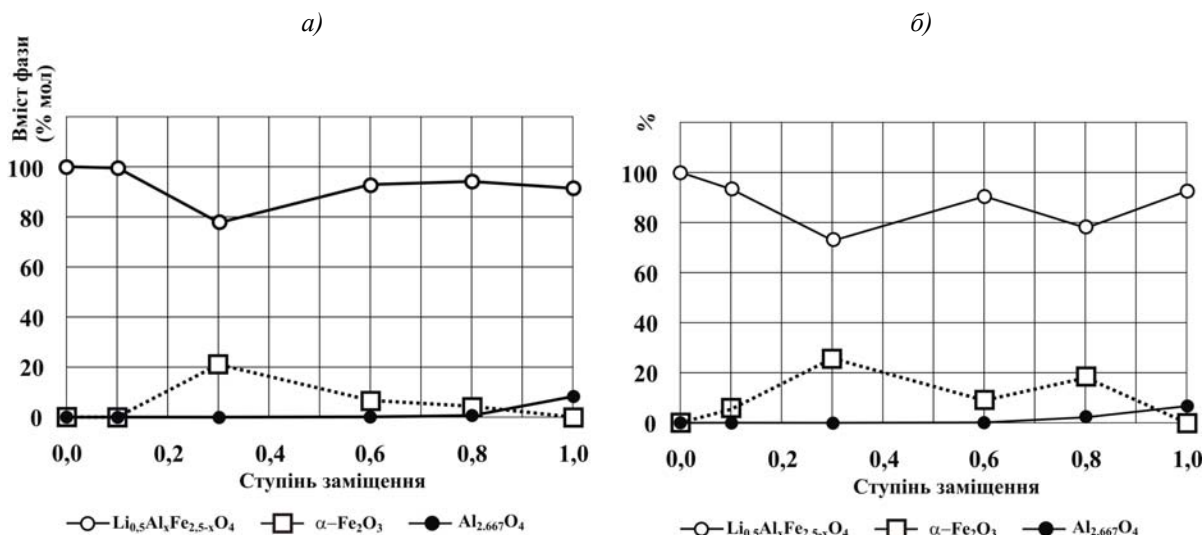 а)
б)
Вміст фази
(% мол)
100
80
60
40
20
0
0,0 0,2 0,4 0,6 0,8 1,0
Ступінь заміщення
Li0,5AlxFe2,5-xO4 α–Fe2O3 Al2.667O4
%
100
80
60
40
20
0
0,0 0,2 0,4 0,6 0,8 1,0
Ступінь заміщення
Li0,5AlxFe2,5-xO4 α–Fe2O3 Al2,667O4